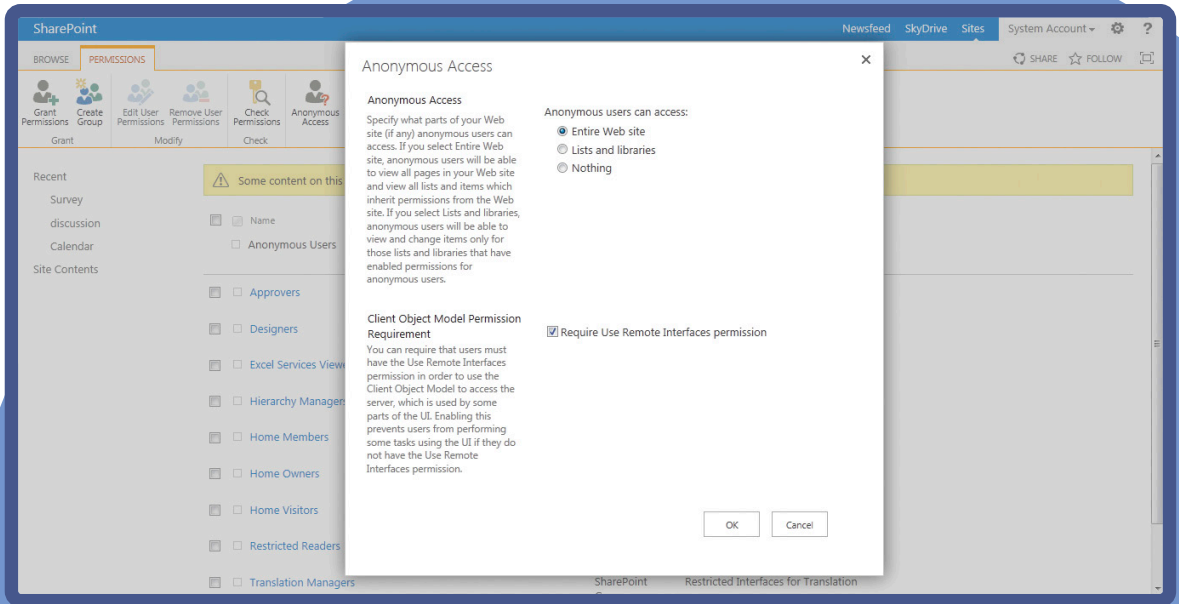 SharePoint
Newsfeed SkyDrive Sites System Account ?
BROWSE PERMISSIONS
SHARE FOLLOW
Grant Permissions
Create Group
Edit User Permissions
Remove User Permissions
Check Permissions
Anonymous Access
Grant Modify Check
Recent
Survey
discussion
Calendar
Site Contents
Some content on this
Name
Anonymous Users
Approvers
Designers
Excel Services View
Hierarchy Managers
Home Members
Home Owners
Home Visitors
Restricted Readers
Translation Managers
SharePoint
Restricted Interfaces for Translation
Anonymous Access
Anonymous Access
Specify what parts of your Web
site (if any) anonymous users can
access. If you select Entire Web
site, anonymous users will be able
to view all pages in your Web site
and view all lists and items which
inherit permissions from the Web
site. If you select Lists and libraries,
anonymous users will be able to
view and change items only for
those lists and libraries that have
enabled permissions for
anonymous users.
Anonymous users can access:
Entire Web site
Lists and libraries
Nothing
Client Object Model Permission
Requirement
You can require that users must
have the Use Remote Interfaces
permission in order to use the
Client Object Model to access the
server, which is used by some
parts of the UI. Enabling this
prevents users from performing
some tasks using the UI if they do
not have the Use Remote
Interfaces permission.
Require Use Remote Interfaces permission
OK Cancel